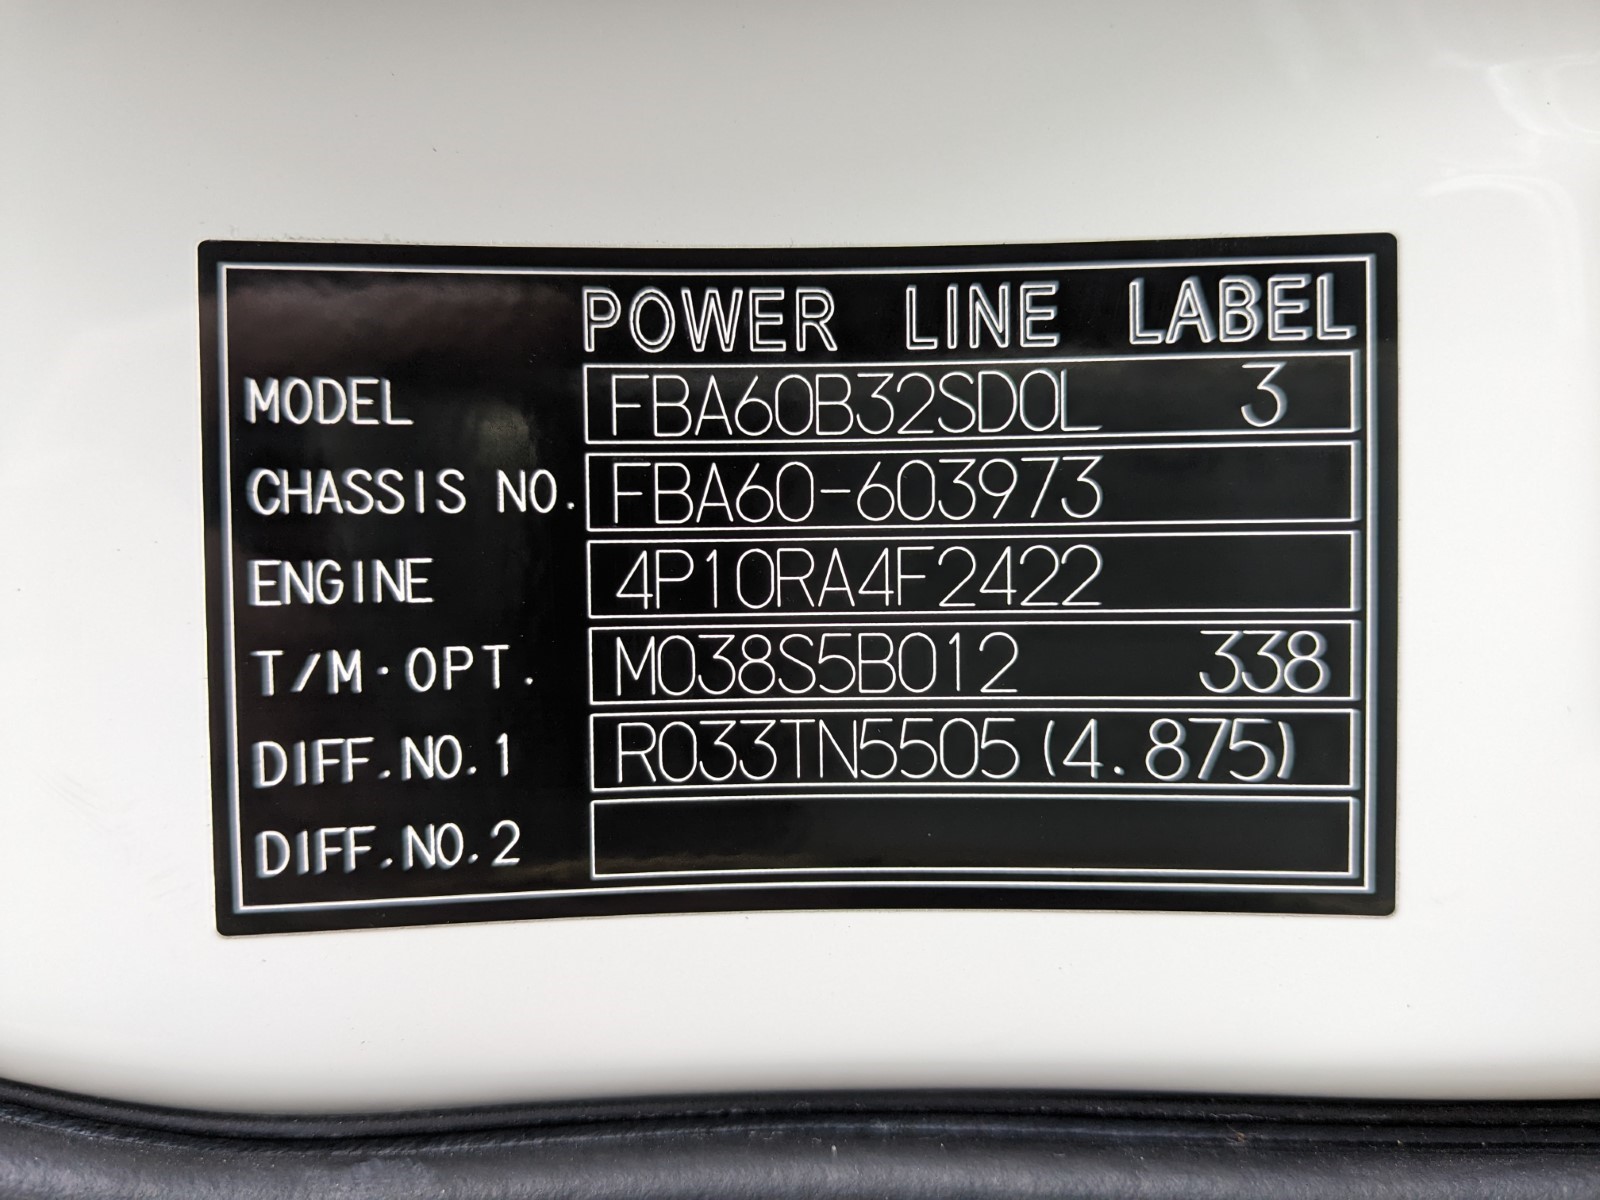 POWER LINE LABEL
MODEL FBA60B32SD0L 3
CHASSIS NO. FBA60-603973
ENGINE 4P10RA4F2422
T/M·OPT. M038S5B012 338
DIFF.NO.1 R033TN5505(4.875)
DIFF.NO.2